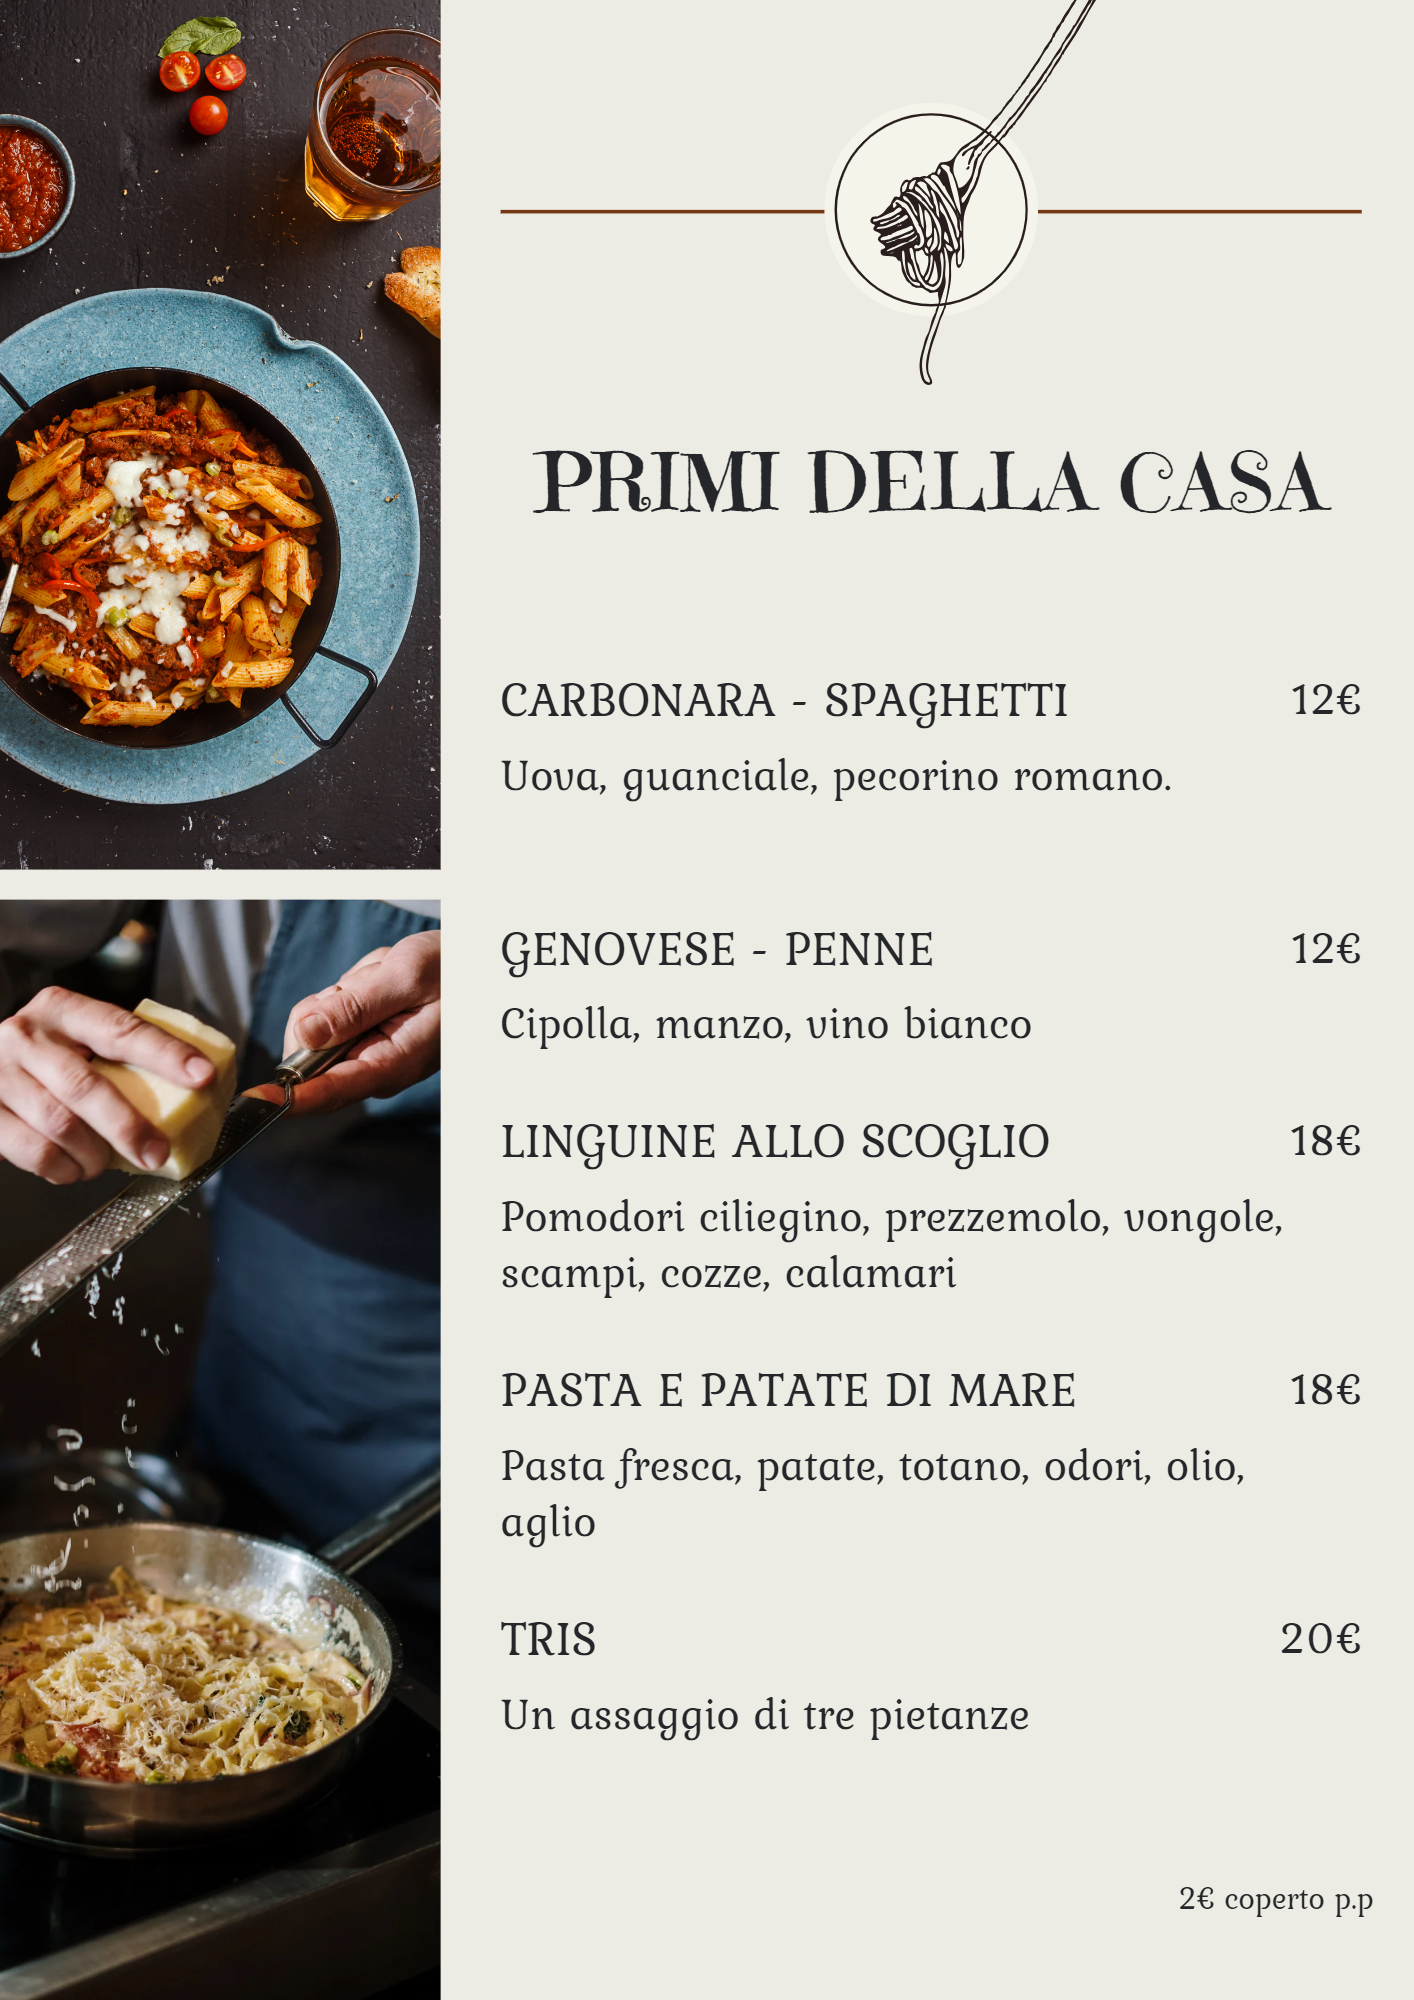 PRIMI DELLA CASA
CARBONARA - SPAGHETTI 12€
Uova, guanciale, pecorino romano.
GENOVESE - PENNE 12€
Cipolla, manzo, vino bianco
LINGUINE ALLO SCOGLIO 18€
Pomodori ciliegino, prezzemolo, vongole,
scampi, cozze, calamari
PASTA E PATATE DI MARE 18€
Pasta fresca, patate, totano, odori, olio,
aglio
TRIS 20€
Un assaggio di tre pietanze
2€ coperto p.p